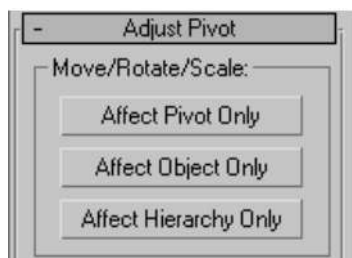 - Adjust Pivot
Move/Rotate/Scale:
Affect Pivot Only
Affect Object Only
Affect Hierarchy Only